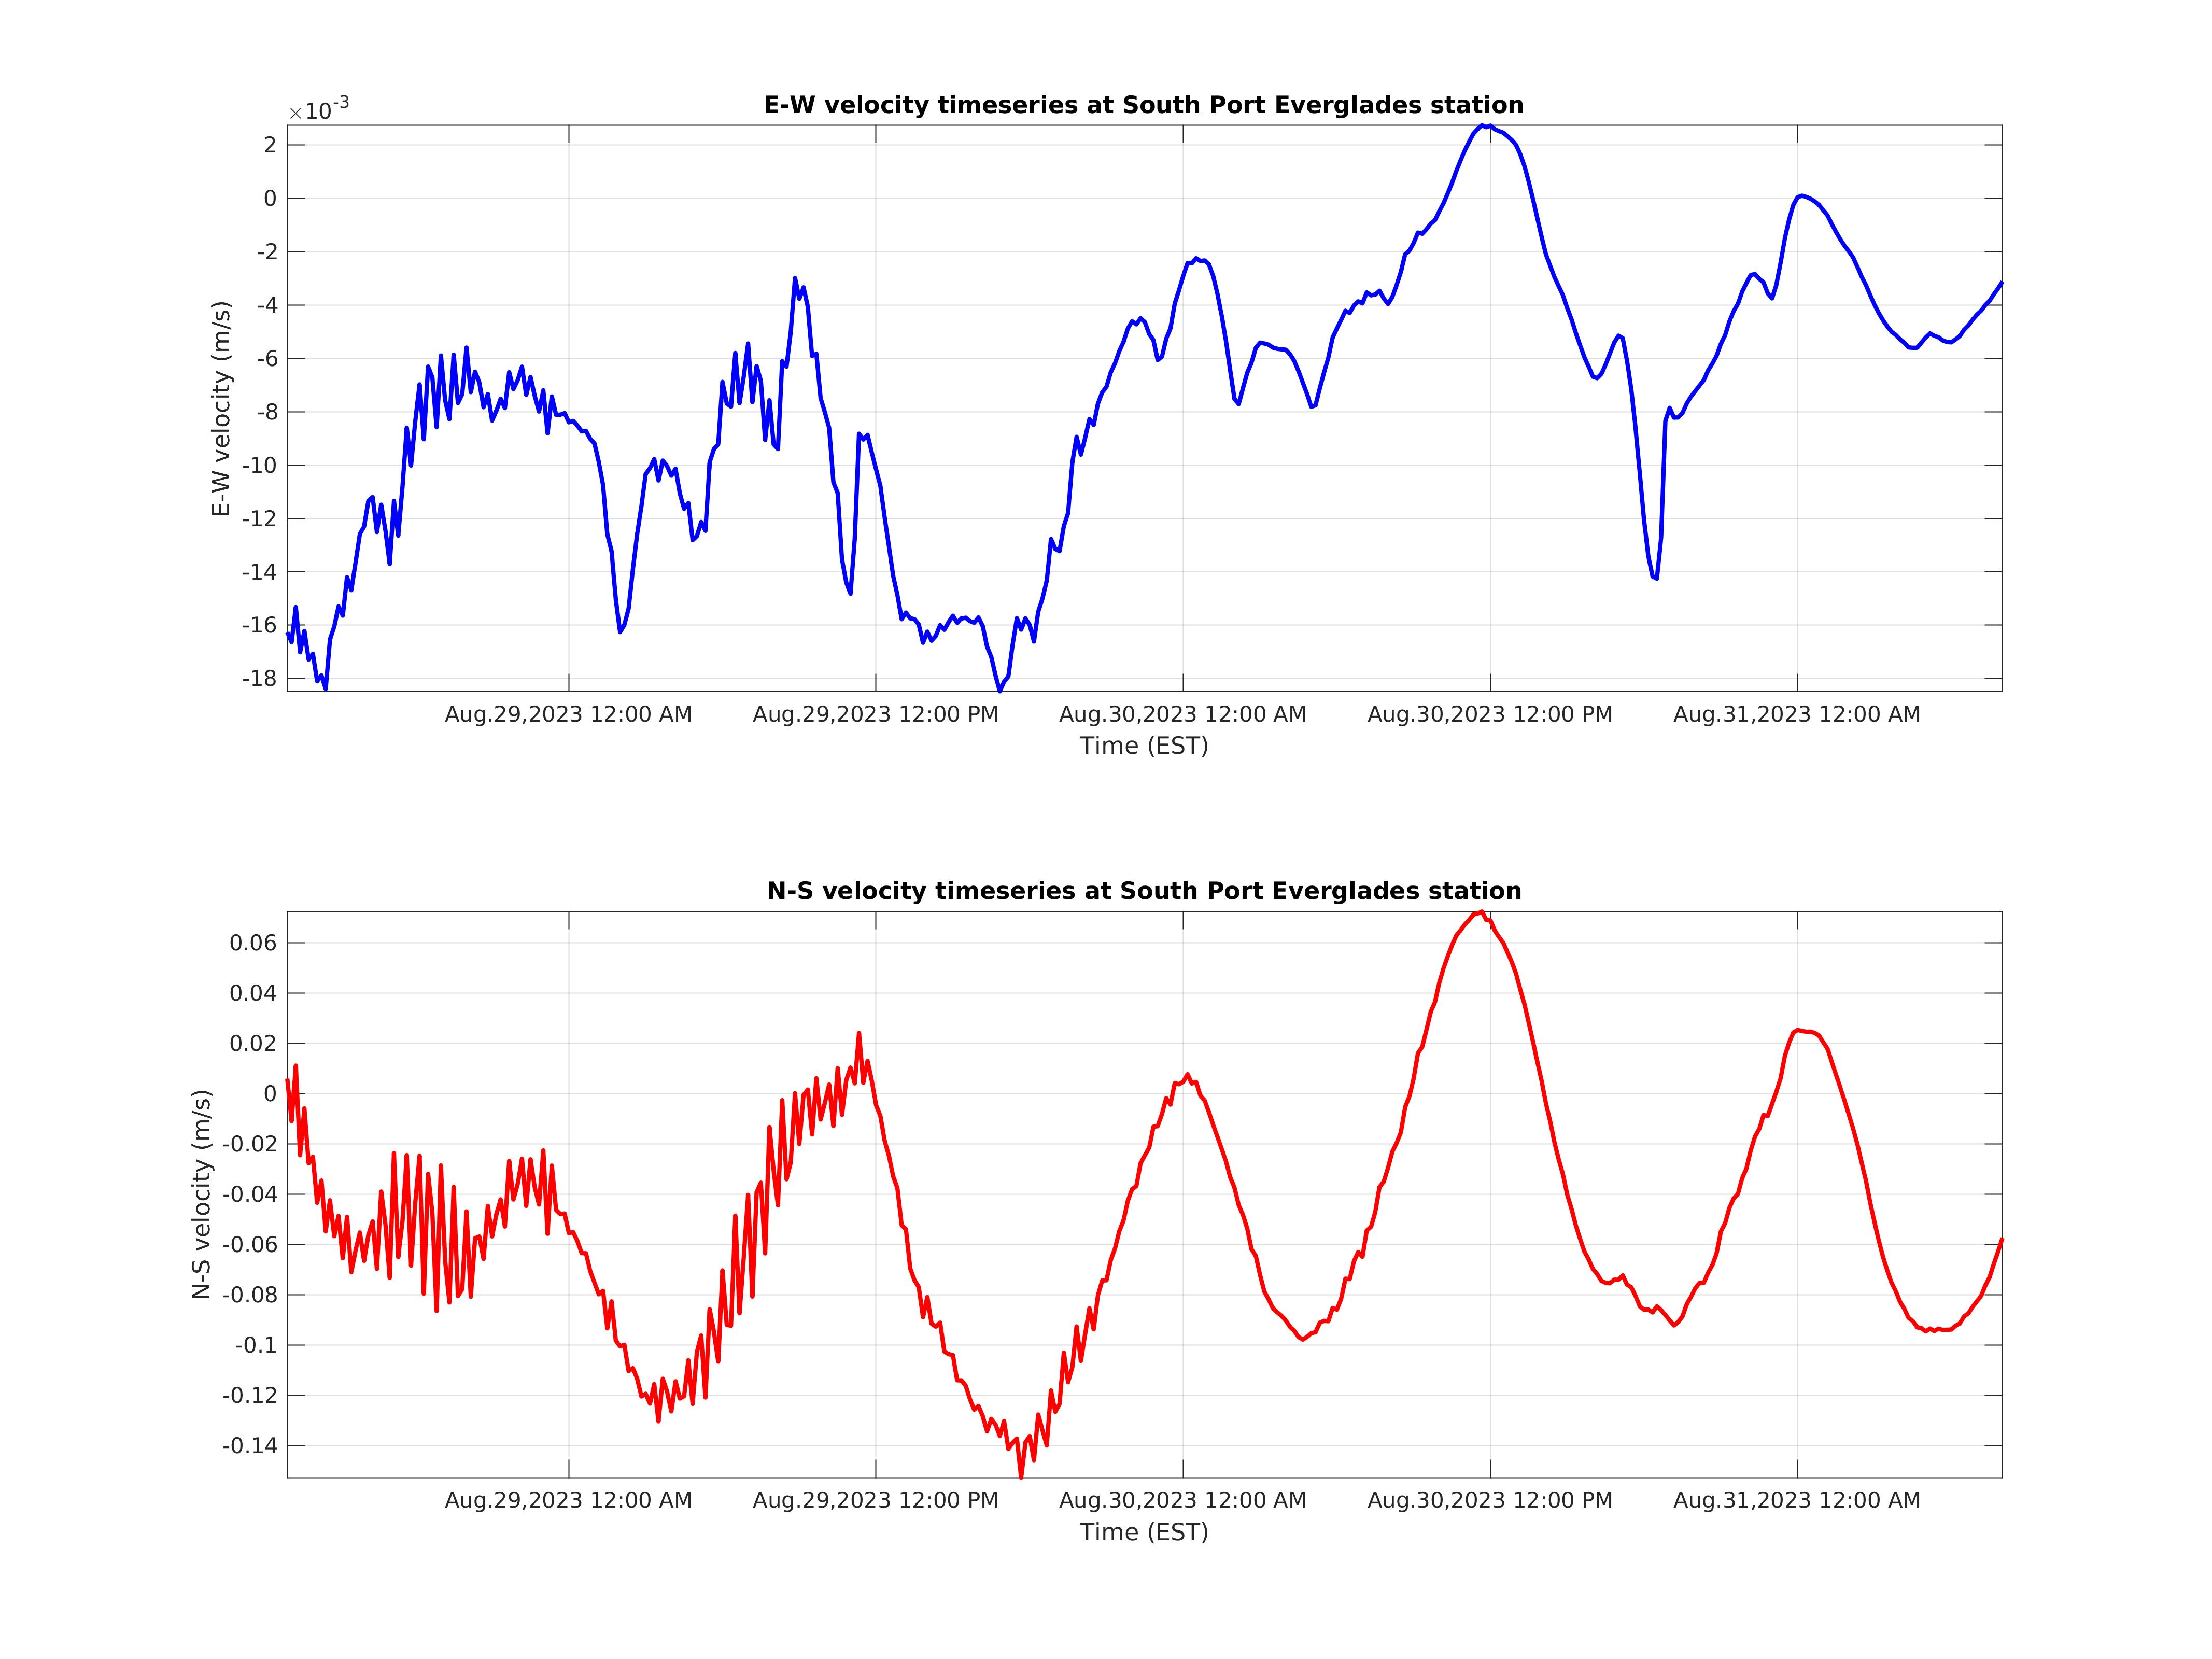 E-W velocity timeseries at South Port Everglades station
×10-3
2
0
-2
-4
-6
-8
-10
-12
-14
-16
-18
E-W velocity (m/s)
Aug.29,2023 12:00 AM
Aug.29,2023 12:00 PM
Aug.30,2023 12:00 AM
Aug.30,2023 12:00 PM
Aug.31,2023 12:00 AM
Time (EST)
N-S velocity timeseries at South Port Everglades station
0.06
0.04
0.02
0
-0.02
-0.04
-0.06
-0.08
-0.1
-0.12
-0.14
N-S velocity (m/s)
Aug.29,2023 12:00 AM
Aug.29,2023 12:00 PM
Aug.30,2023 12:00 AM
Aug.30,2023 12:00 PM
Aug.31,2023 12:00 AM
Time (EST)